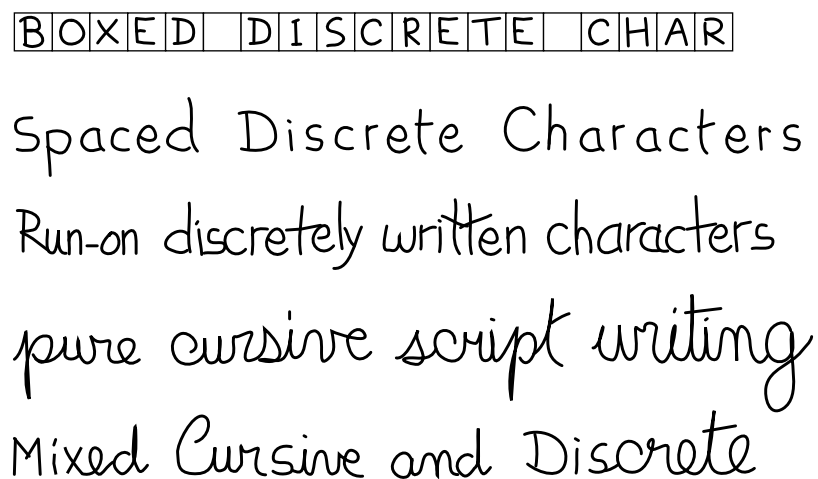 BOXED DISCRETE CHAR
Spaced Discrete Characters
Run-on discretely written characters
pure cursive script writing
Mixed Cursive and Discrete